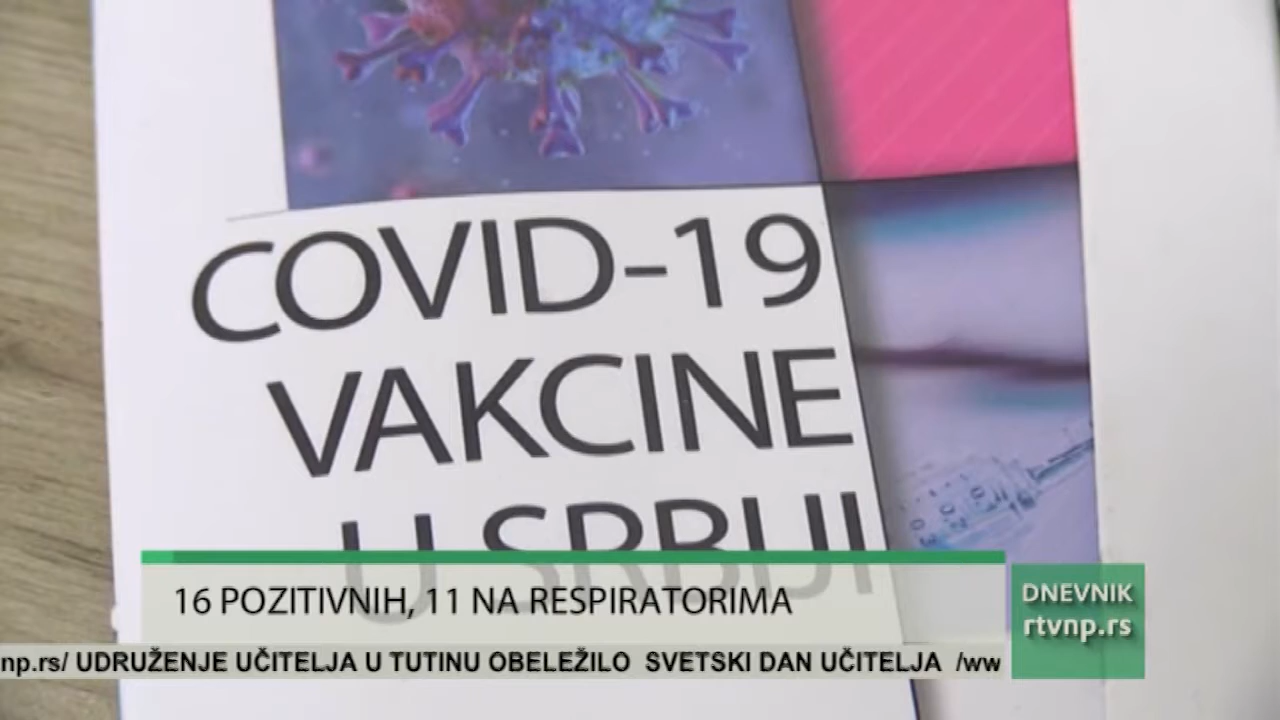 COVID-19
VAKCINE
U SRBIJI
16 POZITIVNIH, 11 NA RESPIRATORIMA
DNEVNIK
rtvnp.rs
np.rs/ UDRUŽENJE UČITELJA U TUTINU OBELEŽILO SVETSKI DAN UČITELJA /ww